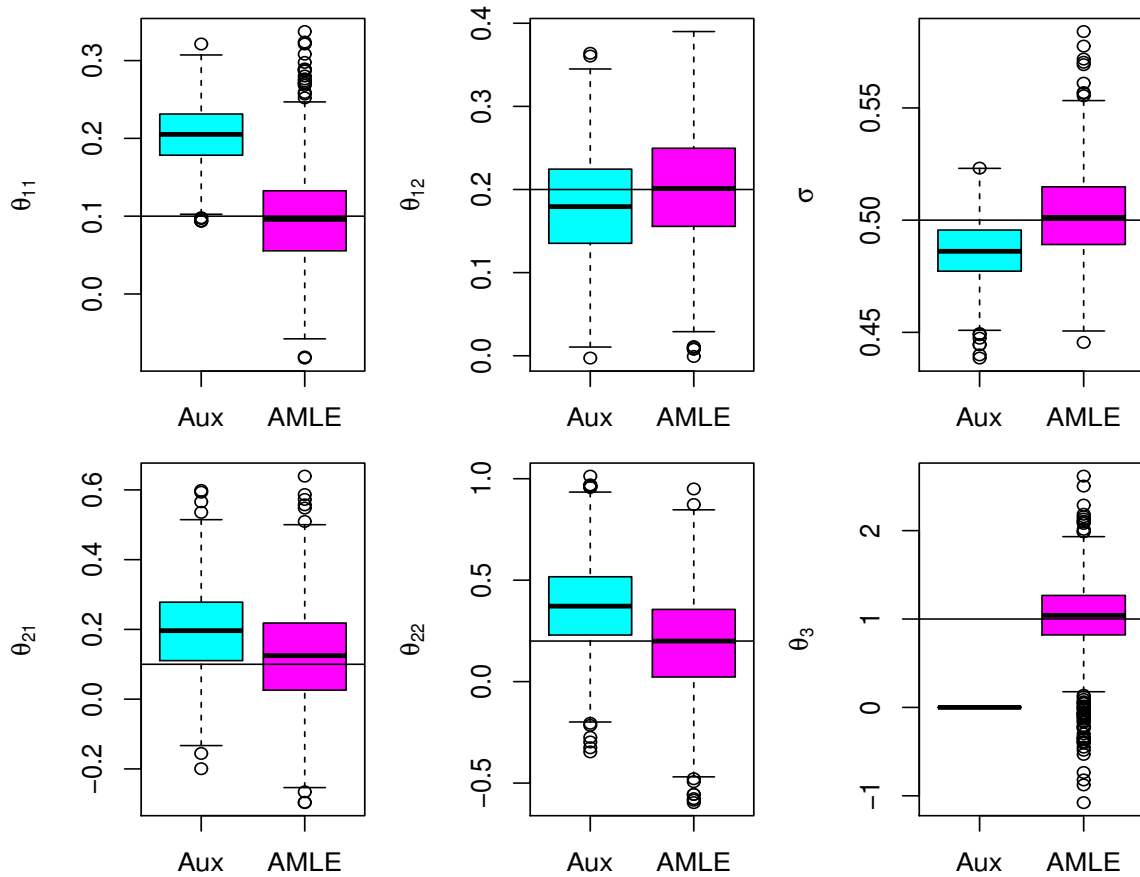 0.0 0.1 0.2 0.3
θ₁₁
Aux AMLE
0.0 0.1 0.2 0.3 0.4
θ₁₂
0.45 0.50 0.55
σ
Aux AMLE
Aux AMLE
−0.2 0.0 0.2 0.4 0.6
θ₂₁
Aux AMLE
−0.5 0.0 0.5 1.0
θ₂₂
Aux AMLE
−1 0 1 2
θ₃
Aux AMLE